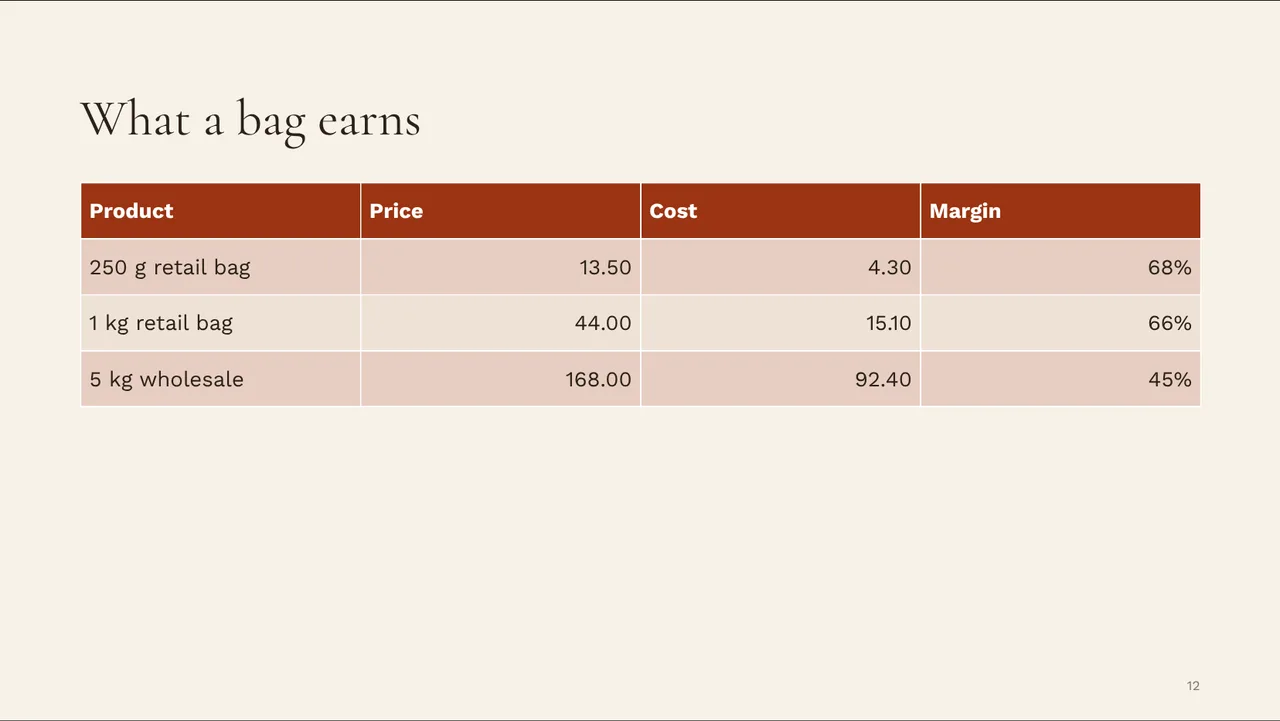 What a bag earns
Product Price Cost Margin
250 g retail bag 13.50 4.30 68%
1 kg retail bag 44.00 15.10 66%
5 kg wholesale 168.00 92.40 45%
12